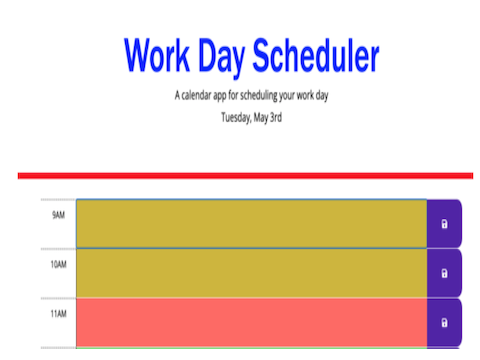 Work Day Scheduler
A calendar app for scheduling your work day
Tuesday, May 3rd
9AM
10AM
11AM